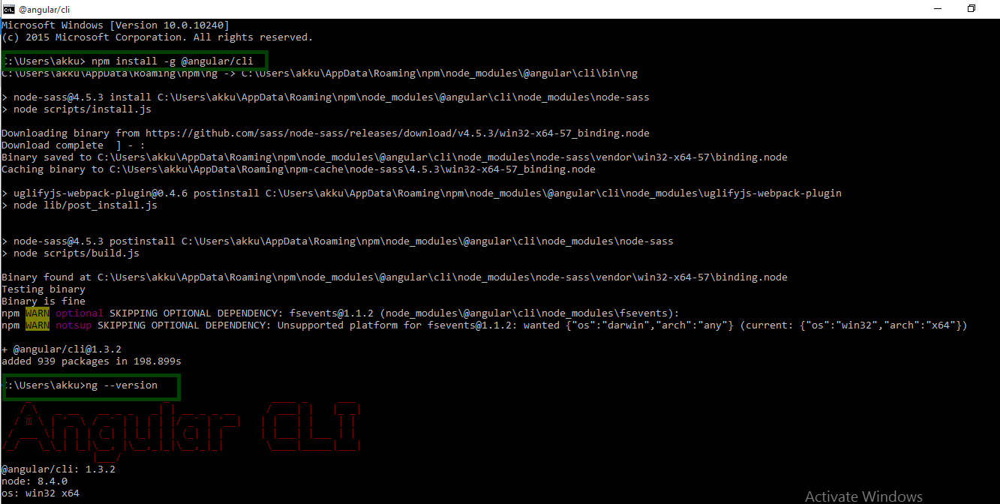 @angular/cli
Microsoft Windows [Version 10.0.10240]
(c) 2015 Microsoft Corporation. All rights reserved.
C:\Users\akku> npm install -g @angular/cli
C:\Users\akku\AppData\Roaming\npm\ng -> C:\Users\akku\AppData\Roaming\npm\node_modules\@angular\cli\bin\ng
> node-sass@4.5.3 install C:\Users\akku\AppData\Roaming\npm\node_modules\@angular\cli\node_modules\node-sass
> node scripts/install.js
Downloading binary from https://github.com/sass/node-sass/releases/download/v4.5.3/win32-x64-57_binding.node
Download complete  ] - :
Binary saved to C:\Users\akku\AppData\Roaming\npm\node_modules\@angular\cli\node_modules\node-sass\vendor\win32-x64-57\binding.node
Caching binary to C:\Users\akku\AppData\Roaming\npm-cache\node-sass\4.5.3\win32-x64-57_binding.node
> uglifyjs-webpack-plugin@0.4.6 postinstall C:\Users\akku\AppData\Roaming\npm\node_modules\@angular\cli\node_modules\uglifyjs-webpack-plugin
> node lib/post_install.js
> node-sass@4.5.3 postinstall C:\Users\akku\AppData\Roaming\npm\node_modules\@angular\cli\node_modules\node-sass
> node scripts/build.js
Binary found at C:\Users\akku\AppData\Roaming\npm\node_modules\@angular\cli\node_modules\node-sass\vendor\win32-x64-57\binding.node
Testing binary
Binary is fine
npm WARN optional SKIPPING OPTIONAL DEPENDENCY: fsevents@1.1.2 (node_modules\@angular\cli\node_modules\fsevents):
npm WARN notsup SKIPPING OPTIONAL DEPENDENCY: Unsupported platform for fsevents@1.1.2: wanted {"os":"darwin","arch":"any"} (current: {"os":"win32","arch":"x64"})
+ @angular/cli@1.3.2
added 939 packages in 198.899s
C:\Users\akku>ng --version
Angular CLI
@angular/cli: 1.3.2
node: 8.4.0
os: win32 x64
Activate Windows